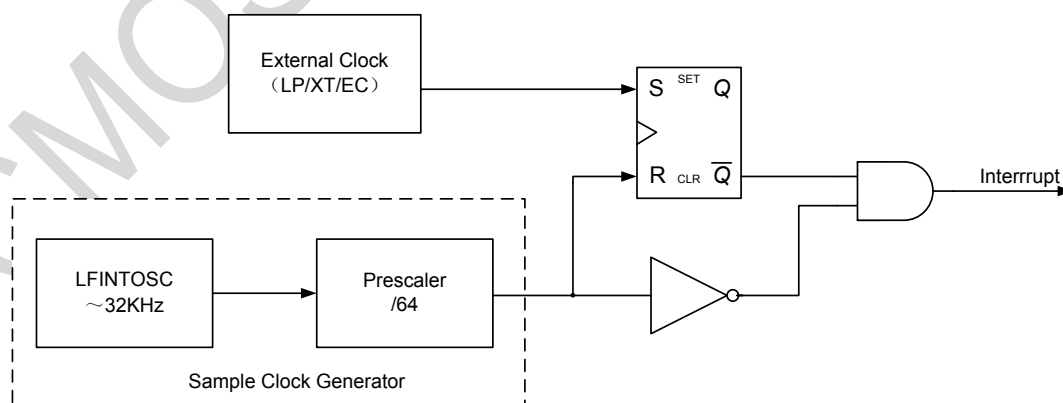 External Clock
（LP/XT/EC）
S SET Q
R CLR Q
Interrrupt
LFINTOSC
～32KHz
Prescaler
/64
Sample Clock Generator